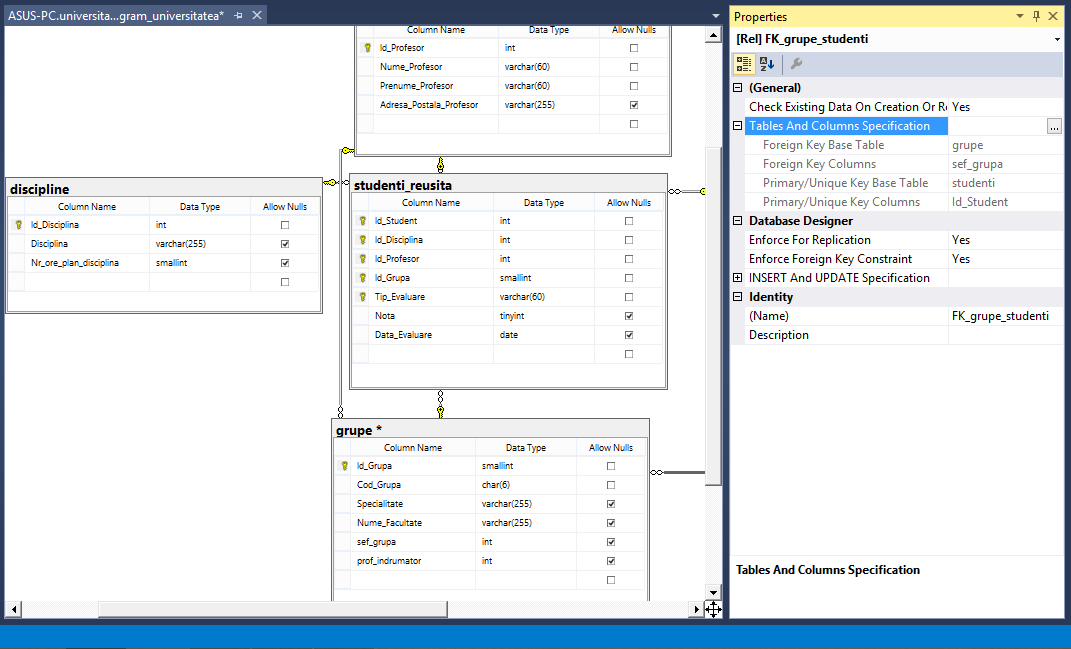 ASUS-PC.universita...gram_universitatea*
Column Name Data Type Allow Nulls
Id_Profesor int
Nume_Profesor varchar(60)
Prenume_Profesor varchar(60)
Adresa_Postala_Profesor varchar(255)
discipline
Column Name Data Type Allow Nulls
Id_Disciplina int
Disciplina varchar(255)
Nr_ore_plan_disciplina smallint
studenti_reusita
Column Name Data Type Allow Nulls
Id_Student int
Id_Disciplina int
Id_Profesor int
Id_Grupa smallint
Tip_Evaluare varchar(60)
Nota tinyint
Data_Evaluare date
grupe *
Column Name Data Type Allow Nulls
Id_Grupa smallint
Cod_Grupa char(6)
Specialitate varchar(255)
Nume_Facultate varchar(255)
sef_grupa int
prof_indrumator int
Properties
[Rel] FK_grupe_studenti
(General)
Check Existing Data On Creation Or Re Yes
Tables And Columns Specification ...
Foreign Key Base Table grupe
Foreign Key Columns sef_grupa
Primary/Unique Key Base Table studenti
Primary/Unique Key Columns Id_Student
Database Designer
Enforce For Replication Yes
Enforce Foreign Key Constraint Yes
INSERT And UPDATE Specification
Identity
(Name) FK_grupe_studenti
Description
Tables And Columns Specification